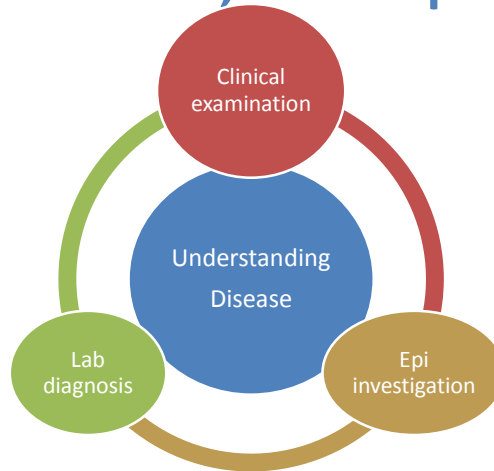 Clinical
examination
Understanding
Disease
Lab
diagnosis
Epi
investigation